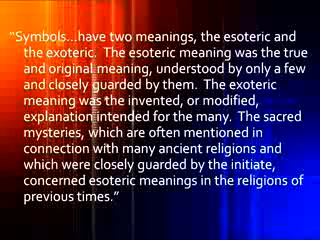 “Symbols...have two meanings, the esoteric and
the exoteric.  The esoteric meaning was the true
and original meaning, understood by only a few
and closely guarded by them.  The exoteric
meaning was the invented, or modified,
explanation intended for the many.  The sacred
mysteries, which are often mentioned in
connection with many ancient religions and
which were closely guarded by the initiate,
concerned esoteric meanings in the religions of
previous times.”